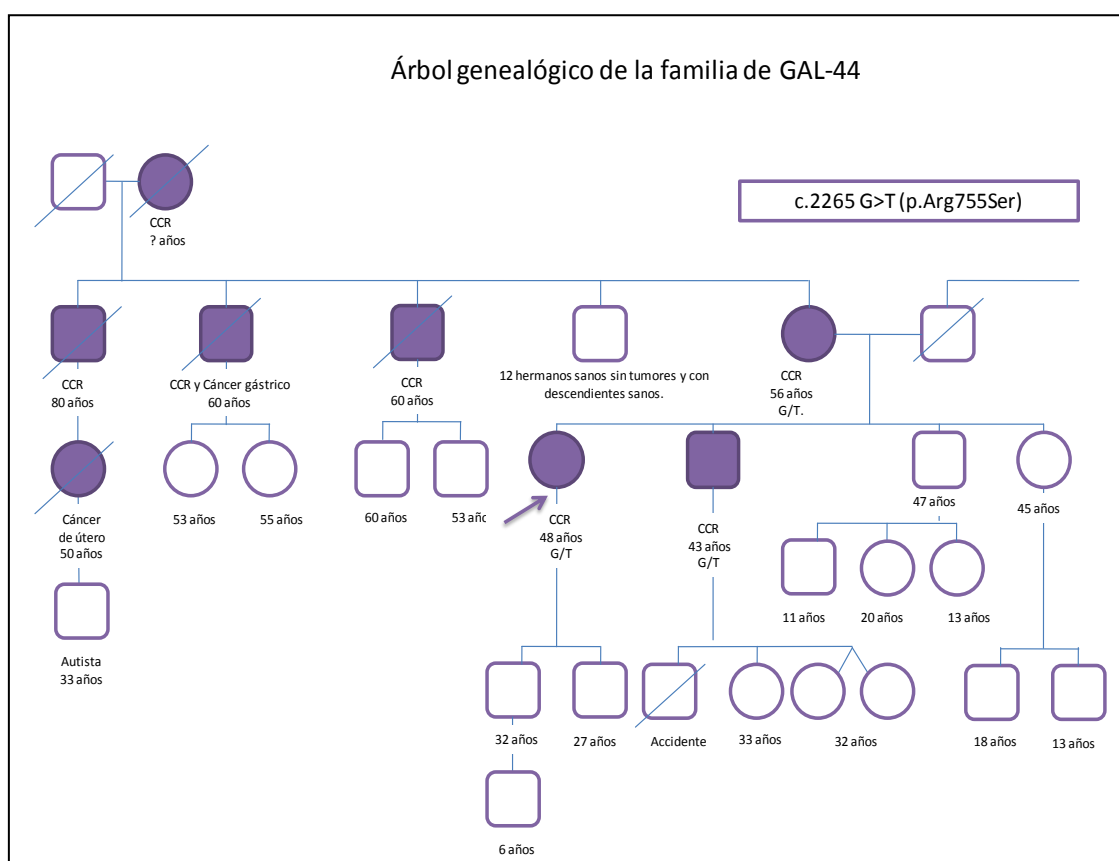 Árbol genealógico de la familia de GAL-44
c.2265 G>T (p.Arg755Ser)
CCR
? años
CCR
80 años
CCR y Cáncer gástrico
60 años
CCR
60 años
12 hermanos sanos sin tumores y con
descendientes sanos.
CCR
56 años
G/T.
Cáncer
de útero
50 años
53 años
55 años
60 años
53 añc
CCR
48 años
G/T
CCR
43 años
G/T
47 años
45 años
11 años
20 años
13 años
Autista
33 años
32 años
27 años
Accidente
33 años
32 años
18 años
13 años
6 años